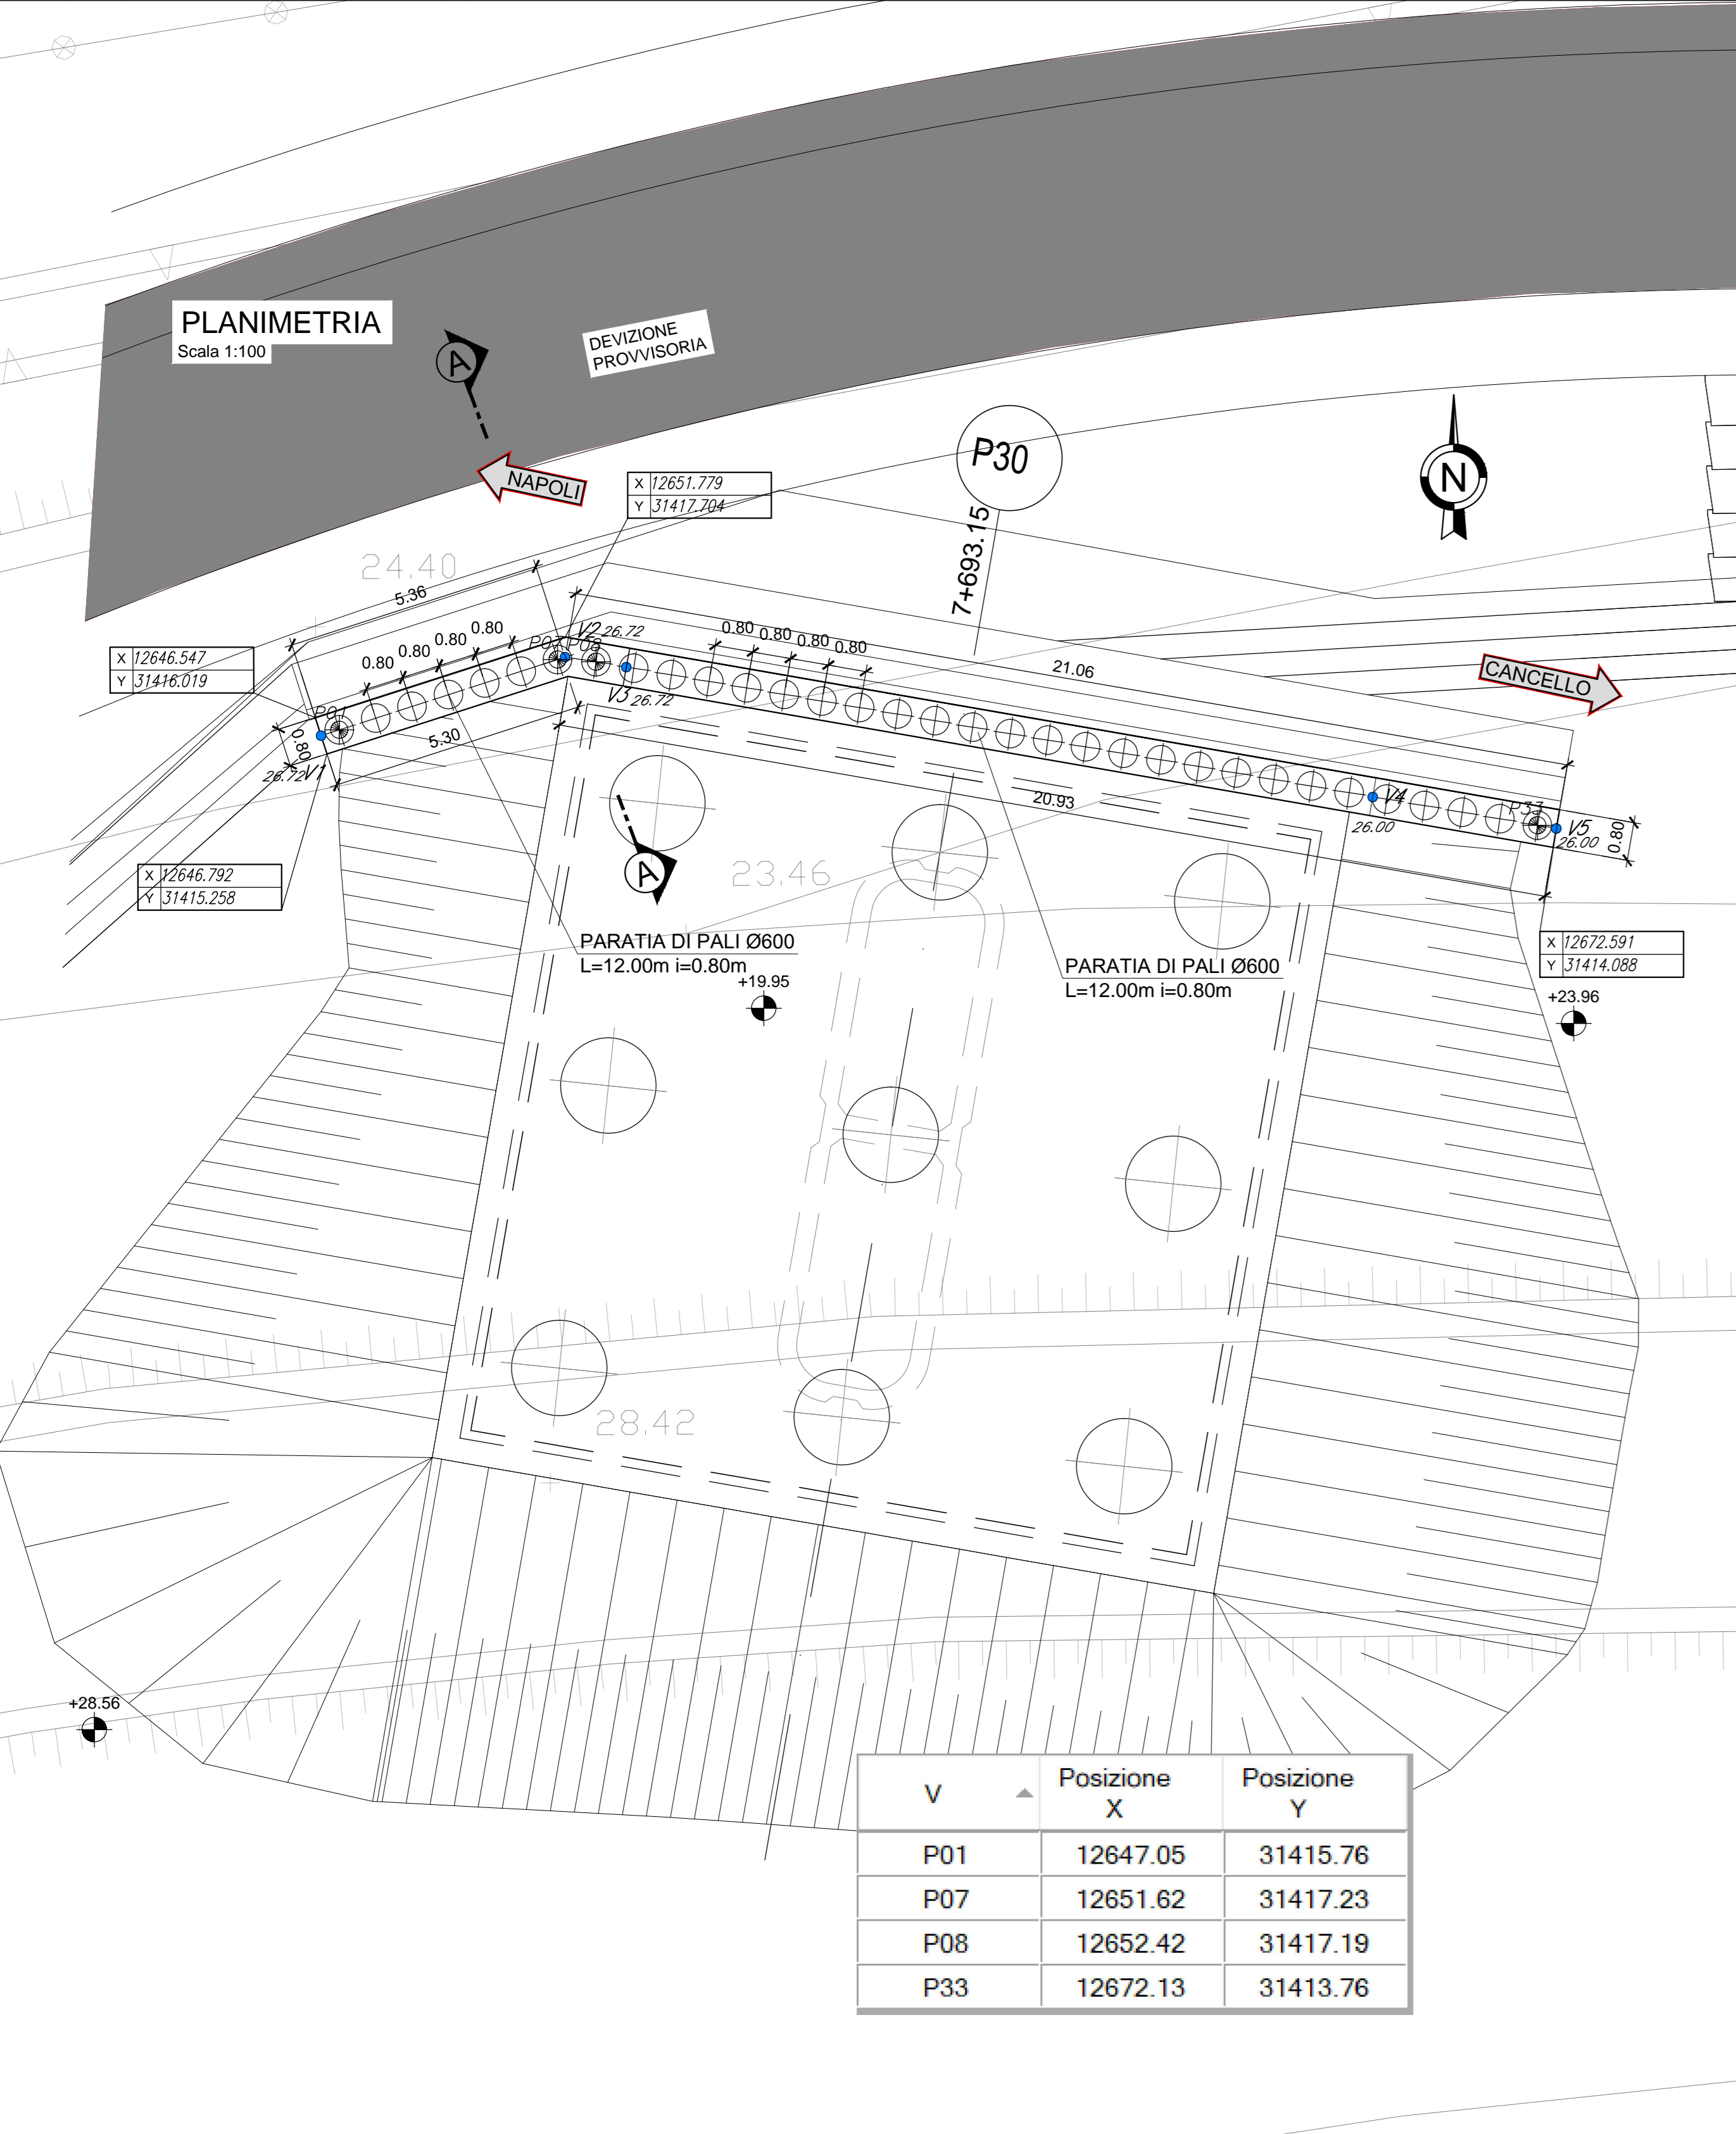 PLANIMETRIA
Scala 1:100
A
DEVIZIONE
PROVVISORIA
NAPOLI
X 12651.779
Y 31417.704
P30
7+693.15
N
24.40
5.36
X 12646.547
Y 31416.019
0.80
0.80
0.80
0.80
P07
P08
V2 26.72
0.80
0.80
0.80
0.80
21.06
CANCELLO
P01
0.80
26.72 V1
5.30
V3 26.72
20.93
V4
26.00
P33
V5
26.00
0.80
X 12646.792
Y 31415.258
A
23.46
PARATIA DI PALI Ø600
L=12.00m i=0.80m
+19.95
PARATIA DI PALI Ø600
L=12.00m i=0.80m
X 12672.591
Y 31414.088
+23.96
28.42
+28.56
V Posizione X Posizione Y
P01 12647.05 31415.76
P07 12651.62 31417.23
P08 12652.42 31417.19
P33 12672.13 31413.76